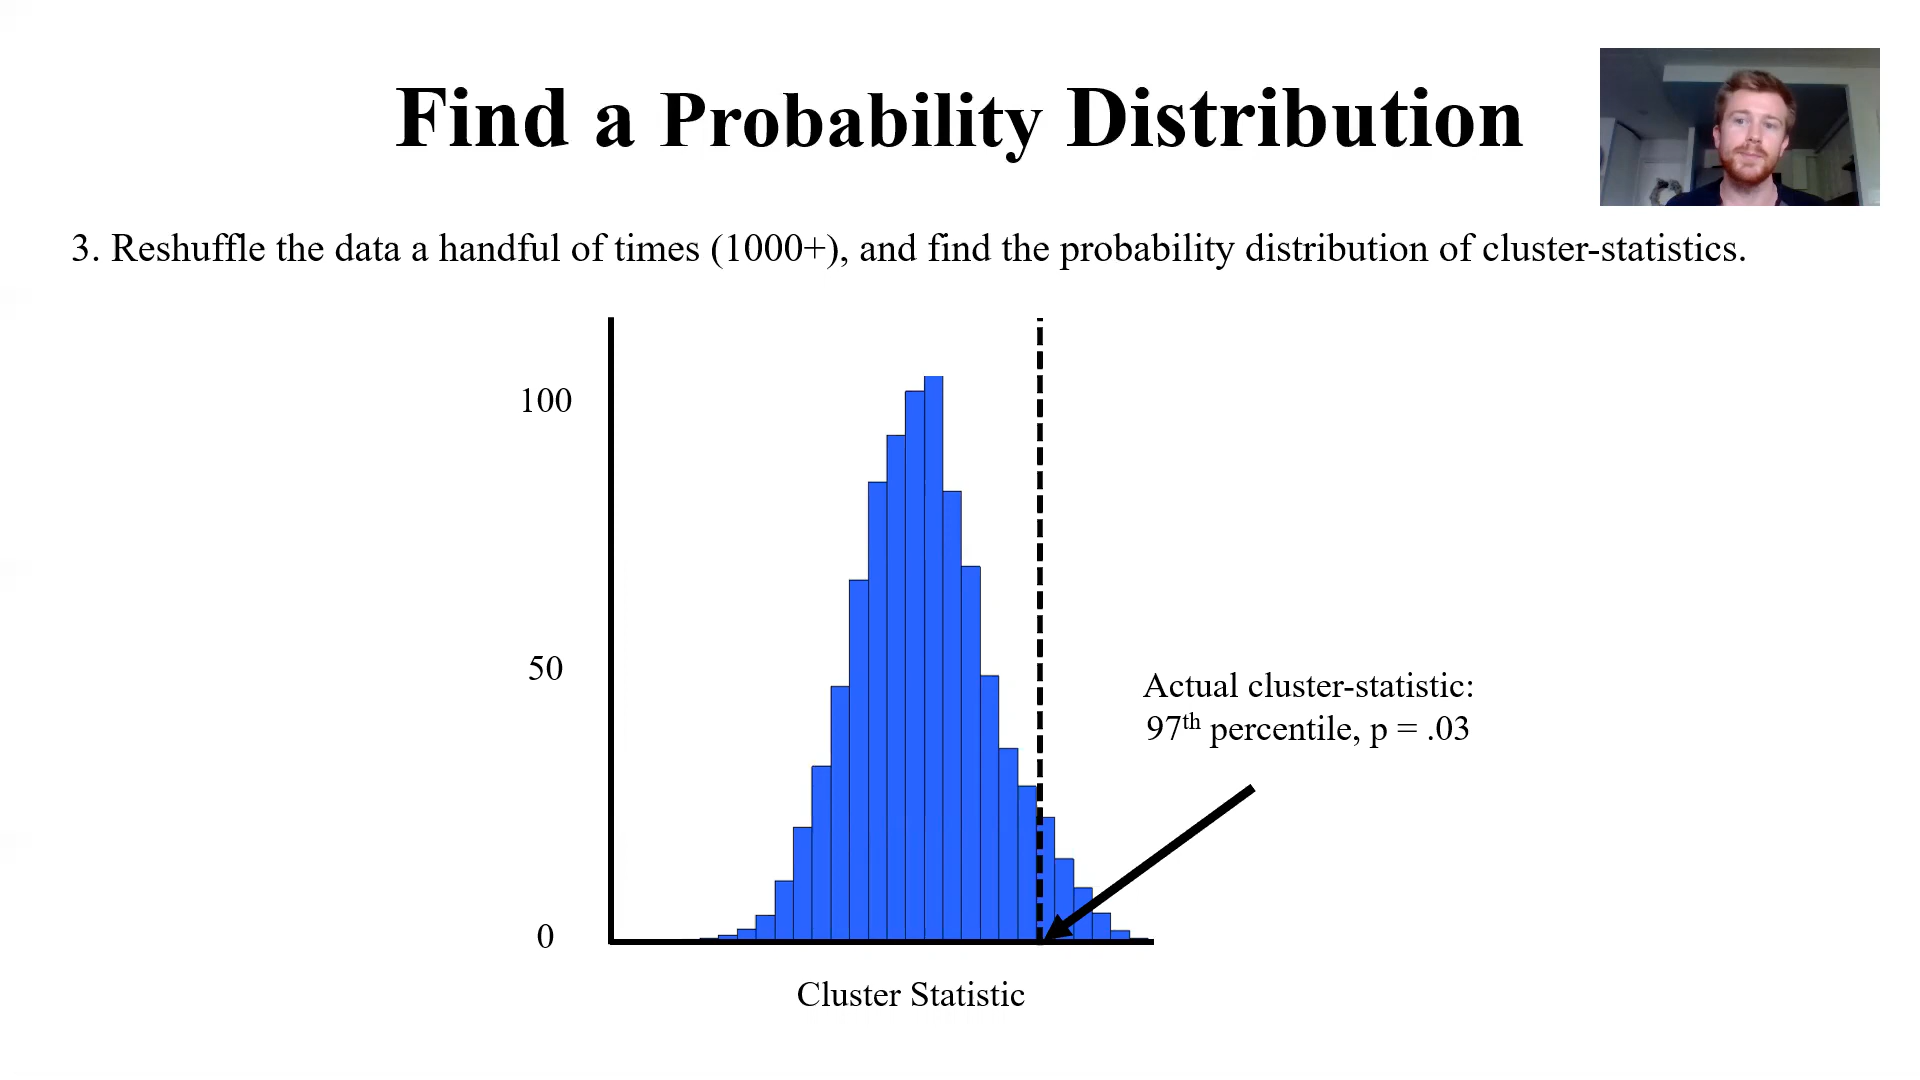 Find a Probability Distribution
3. Reshuffle the data a handful of times (1000+), and find the probability distribution of cluster-statistics.
100
50
0
Actual cluster-statistic:
97th percentile, p = .03
Cluster Statistic